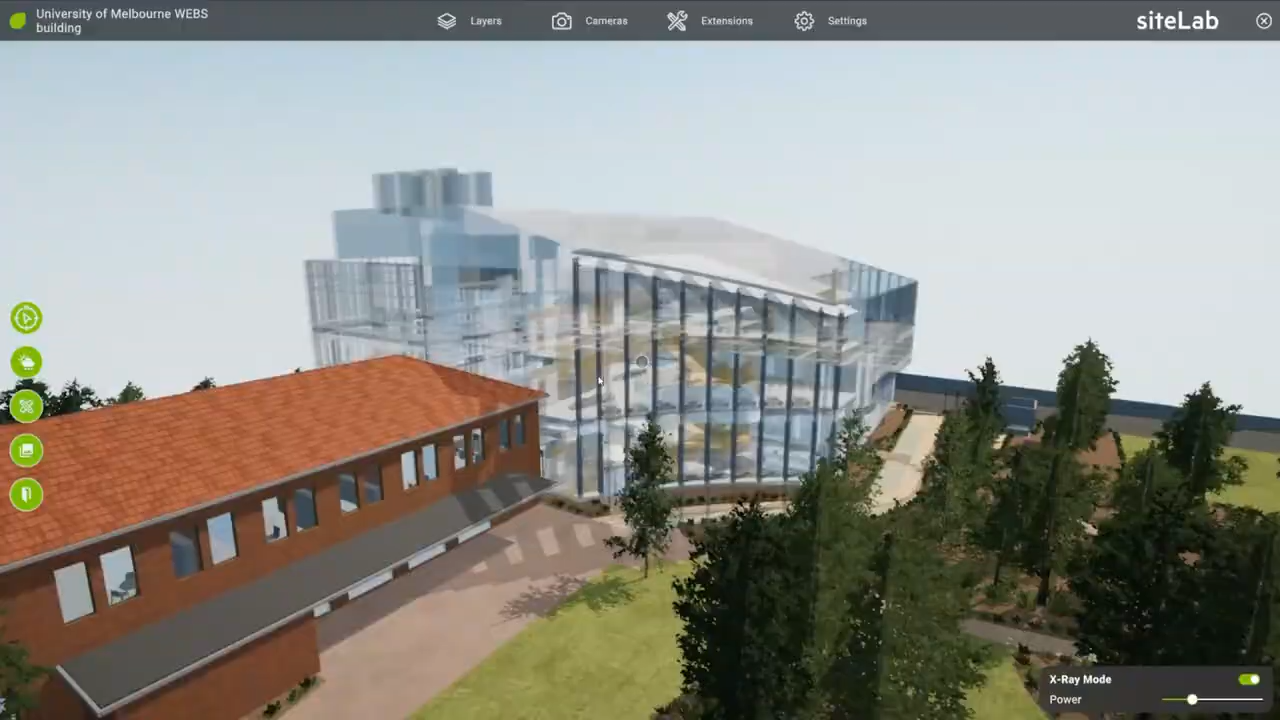 University of Melbourne WEBS
building
Layers
Cameras
Extensions
Settings
siteLab
X-Ray Mode
Power